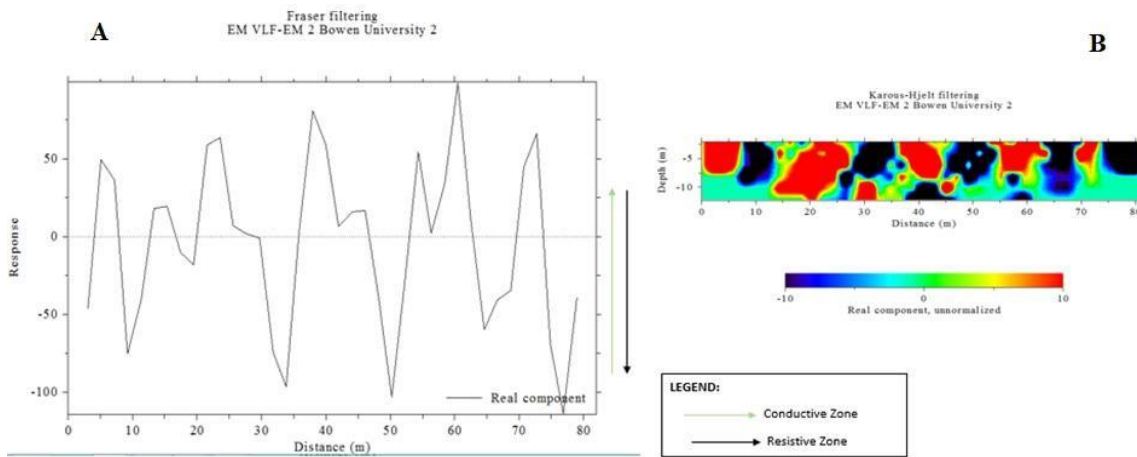 A
Fraser filtering
EM VLF-EM 2 Bowen University 2
50
0
-50
-100
Response
Real component
0 10 20 30 40 50 60 70 80
Distance (m)
B
Karous-Hjelt filtering
EM VLF-EM 2 Bowen University 2
-5
-10
Depth (m)
0 10 20 30 40 50 60 70 80
Distance (m)
-10 0 10
Real component, unnormalized
LEGEND:
Conductive Zone
Resistive Zone